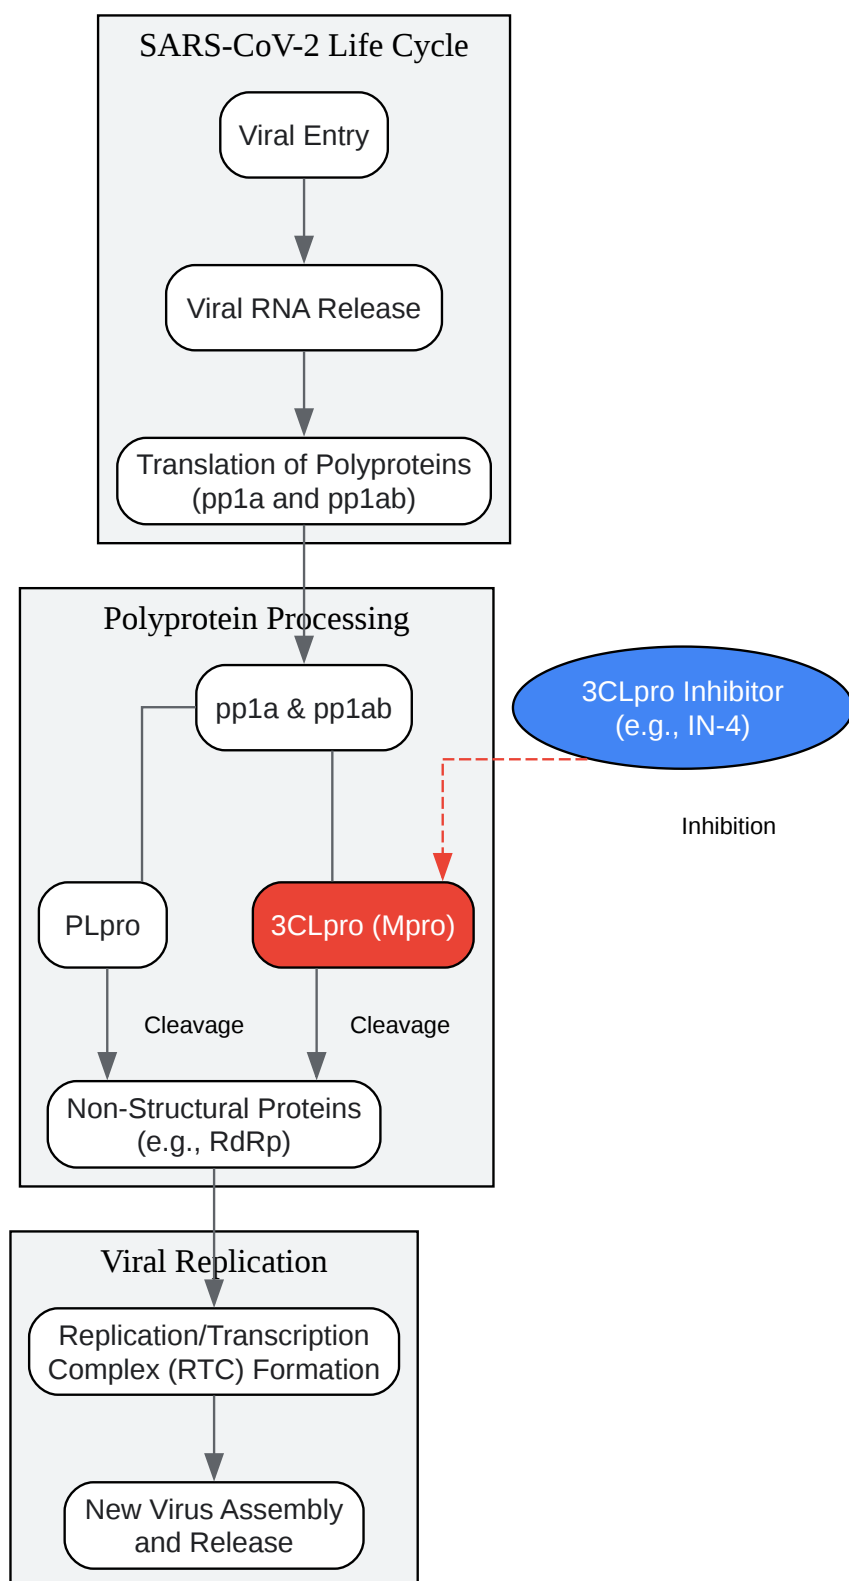 SARS-CoV-2 Life Cycle
Viral Entry
Viral RNA Release
Translation of Polyproteins
(pp1a and pp1ab)
Polyprotein Processing
pp1a & pp1ab
3CLpro Inhibitor
(e.g., IN-4)
Inhibition
PLpro
3CLpro (Mpro)
Cleavage
Cleavage
Non-Structural Proteins
(e.g., RdRp)
Viral Replication
Replication/Transcription
Complex (RTC) Formation
New Virus Assembly
and Release